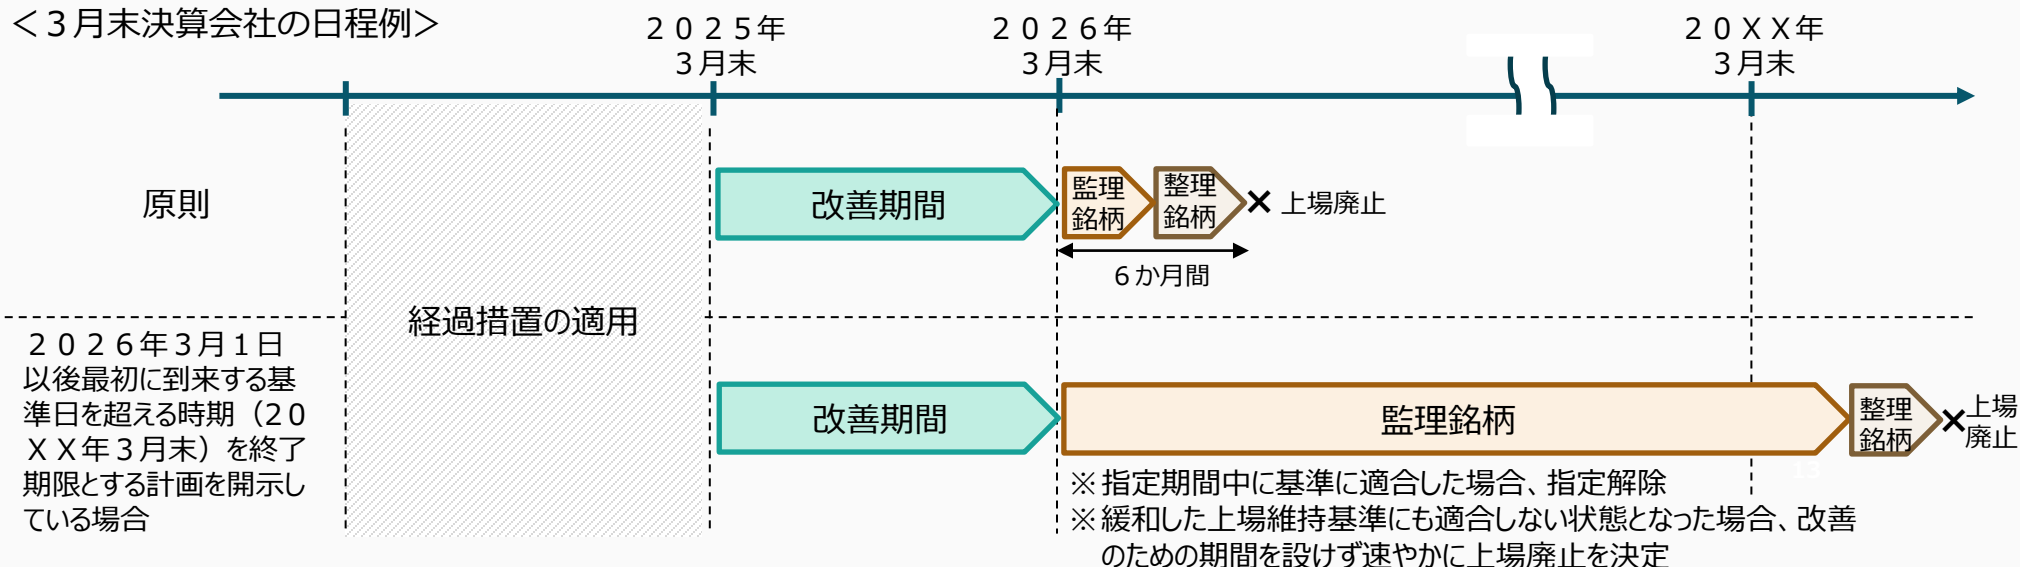 ＜３月末決算会社の日程例＞
２０２５年
３月末
２０２６年
３月末
２０ＸＸ年
３月末
原則
改善期間
監理
銘柄
整理
銘柄
× 上場廃止
６か月間
経過措置の適用
２０２６年３月１日
以後最初に到来する基
準日を超える時期（２０
ＸＸ年３月末）を終了
期限とする計画を開示し
ている場合
改善期間
監理銘柄
整理
銘柄
×上場
廃止
13
※指定期間中に基準に適合した場合、指定解除
※緩和した上場維持基準にも適合しない状態となった場合、改善
のための期間を設けず速やかに上場廃止を決定